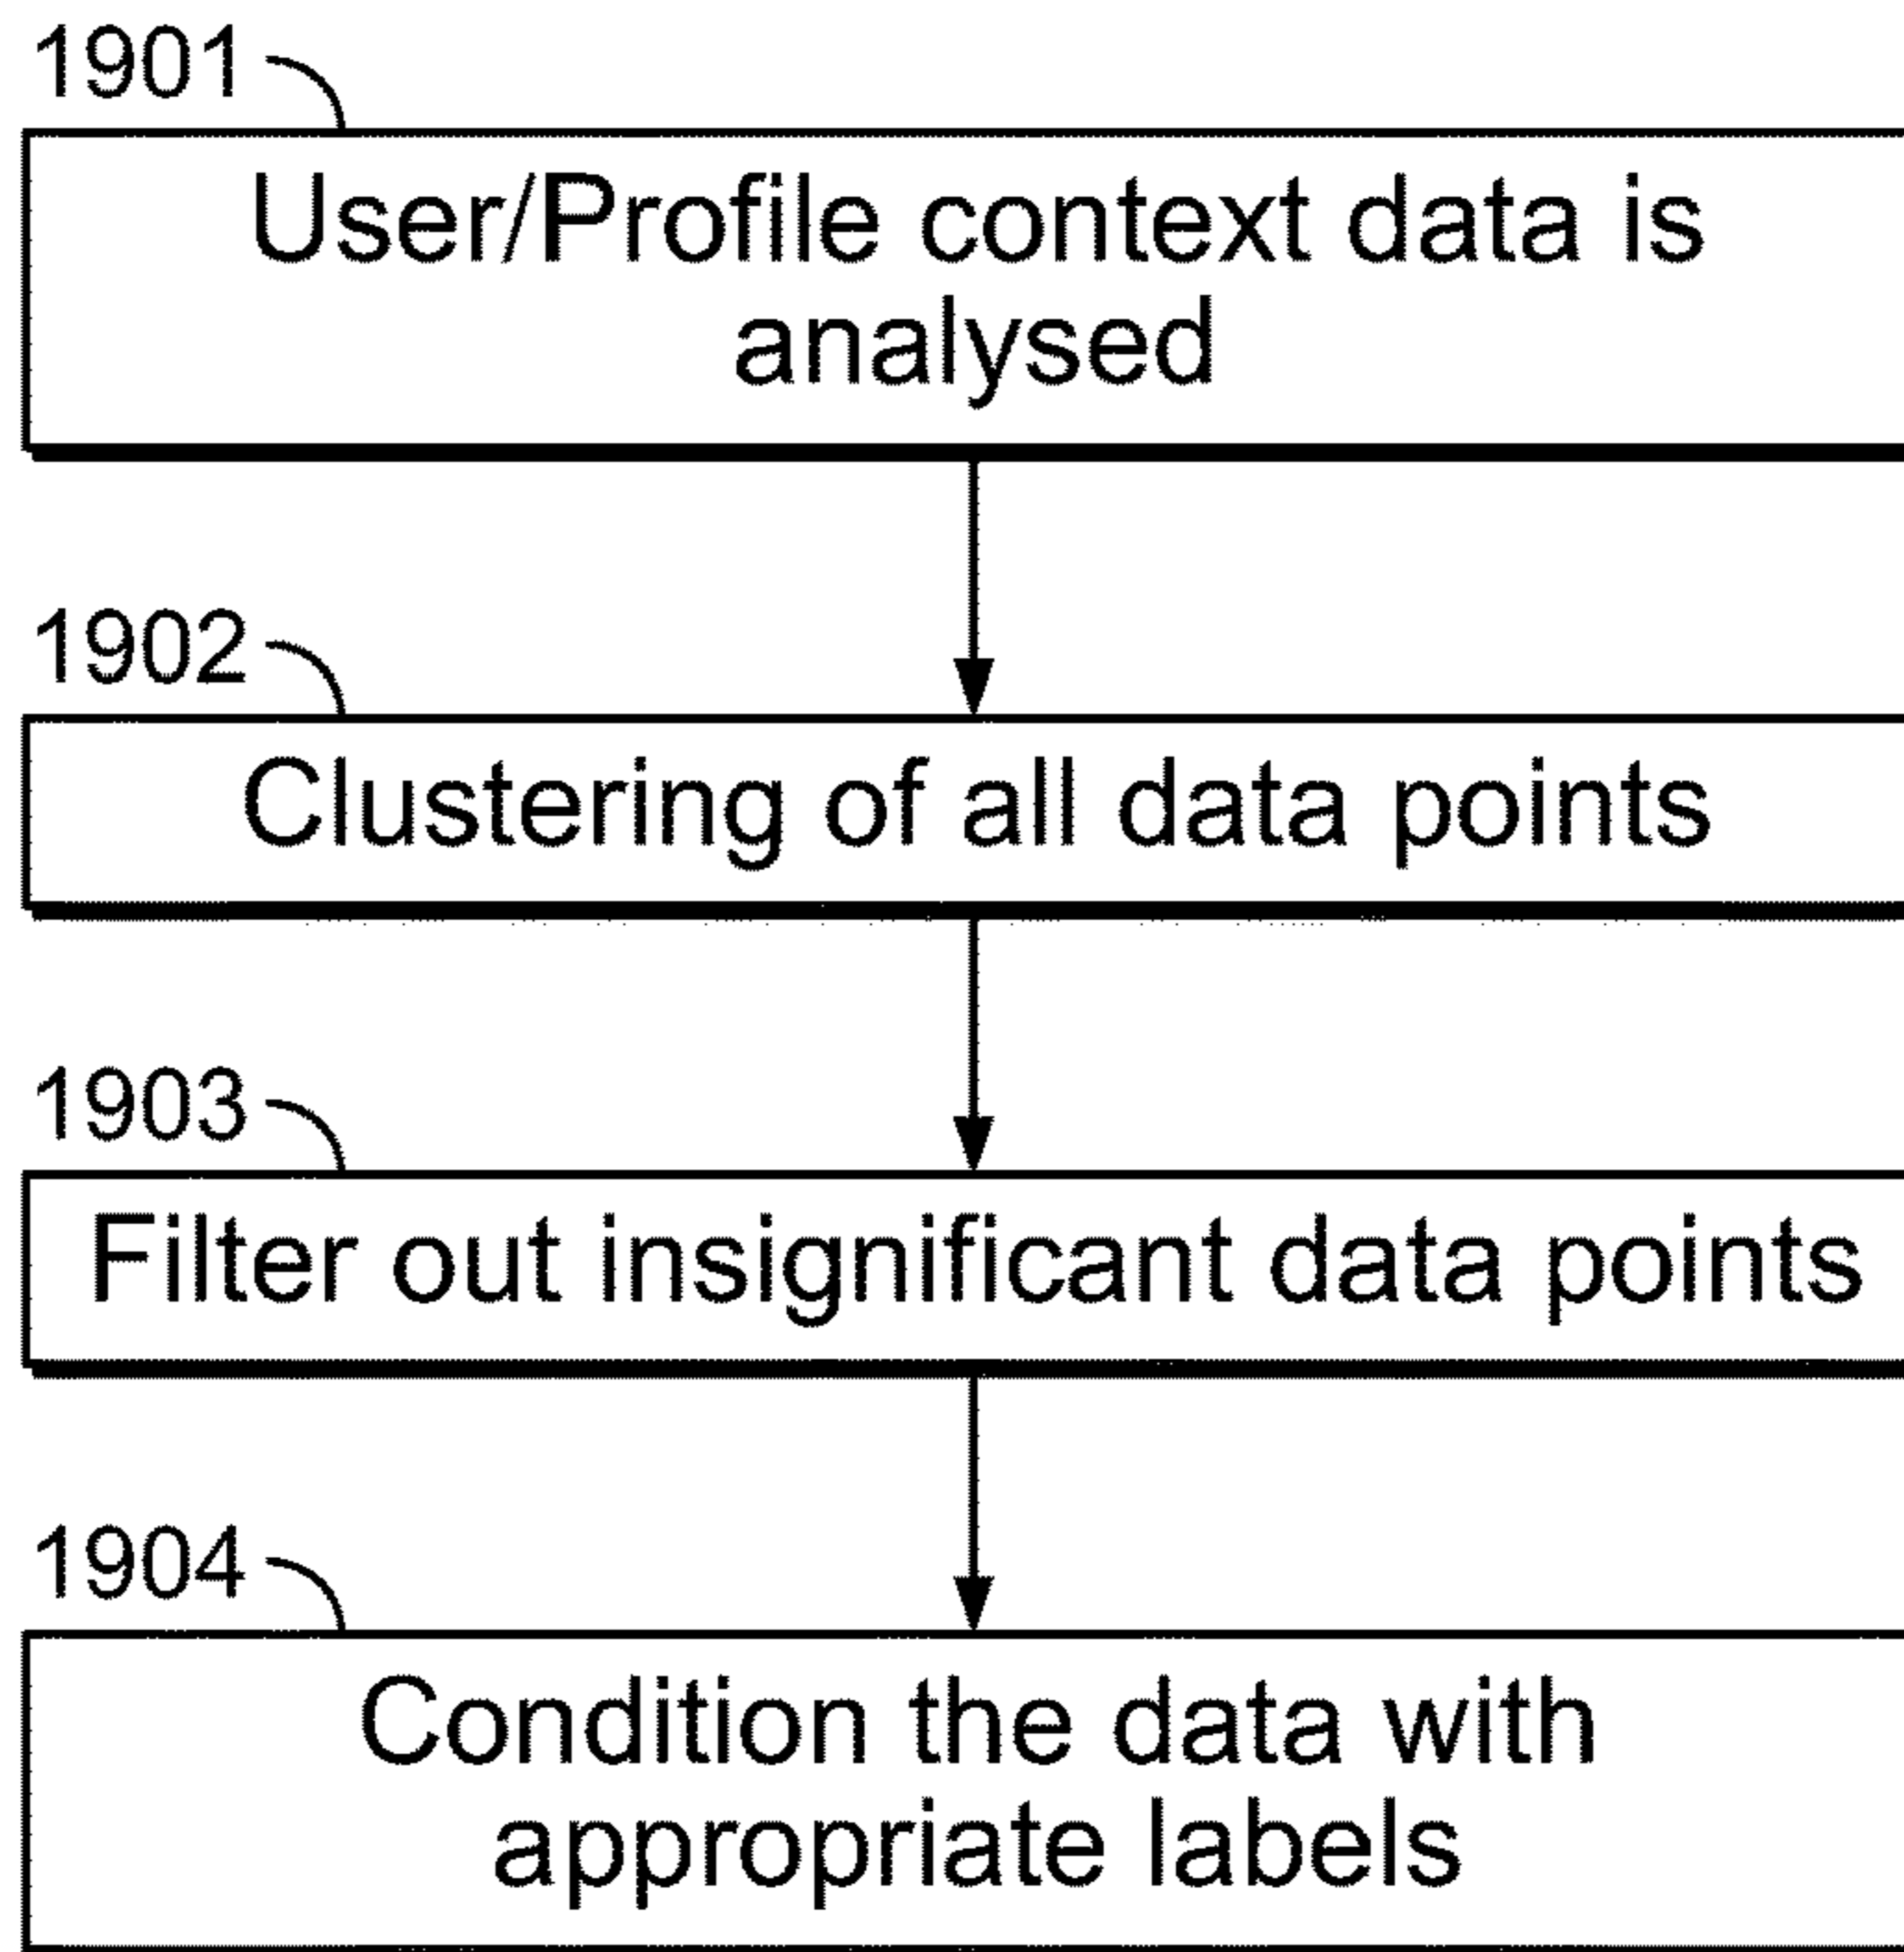 1901
User/Profile context data is
analysed
1902
Clustering of all data points
1903
Filter out insignificant data points
1904
Condition the data with
appropriate labels